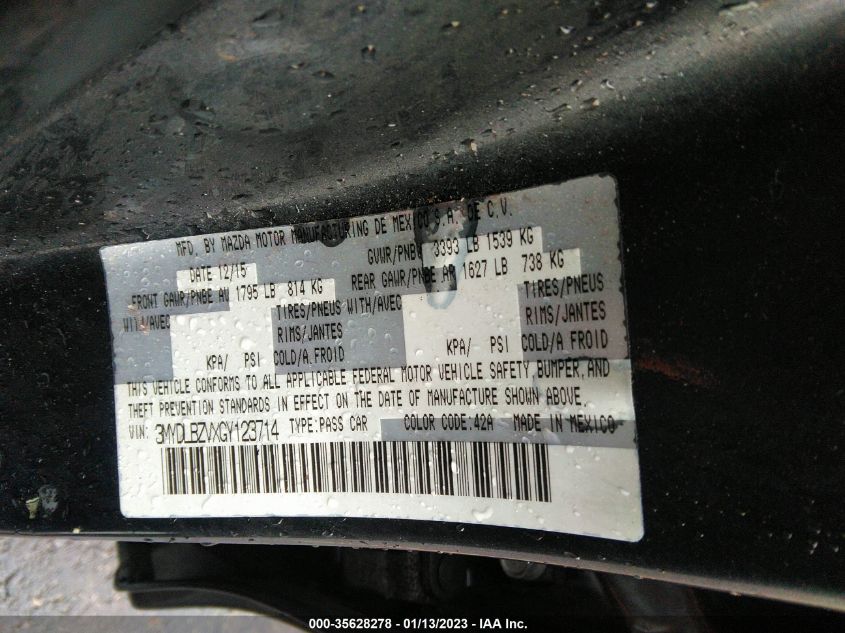 MFD. BY MAZDA MOTOR MANUFACTURING DE MEXICO S.A. DE C.V.
DATE 12/15 GVWR/PNBV 3393 LB 1539 KG
FRONT GAWR/PNBE AV 1795 LB 814 KG REAR GAWR/PNBE AR 1627 LB 738 KG
WITH/AVEC TIRES/PNEUS WITH/AVEC TIRES/PNEUS
RIMS/JANTES RIMS/JANTES
KPA/ PSI COLD/A FROID KPA/ PSI COLD/A FROID
THIS VEHICLE CONFORMS TO ALL APPLICABLE FEDERAL MOTOR VEHICLE SAFETY, BUMPER, AND
THEFT PREVENTION STANDARDS IN EFFECT ON THE DATE OF MANUFACTURE SHOWN ABOVE.
VIN: 3MYDLBZVXGY123714 TYPE:PASS CAR COLOR CODE:42A MADE IN MEXICO
000-35628278 - 01/13/2023 - IAA Inc.